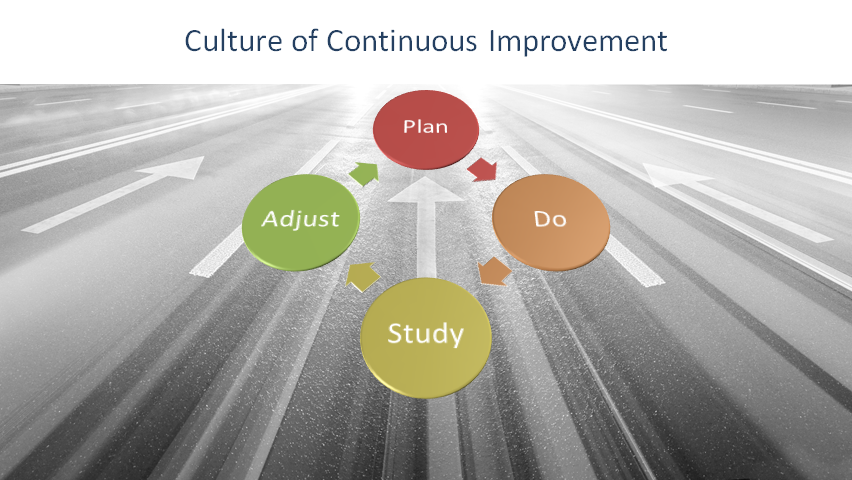 Culture of Continuous Improvement
Plan
Do
Study
Adjust